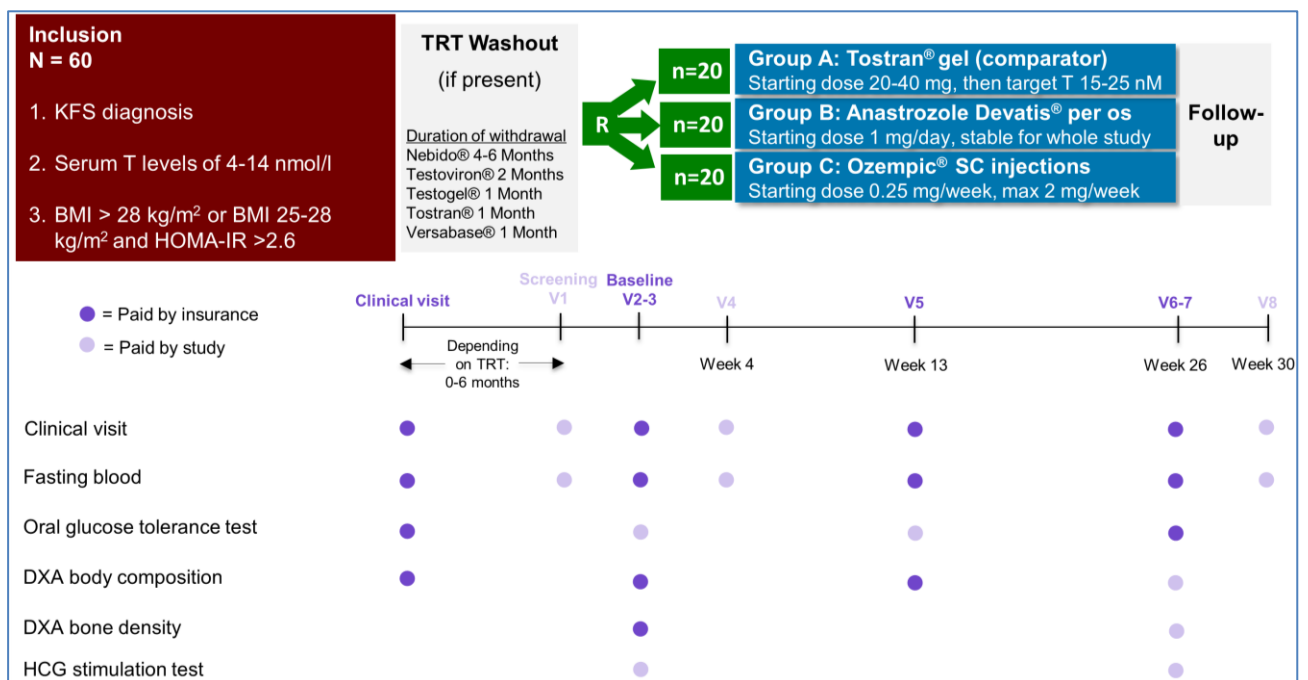 Inclusion
N = 60
1. KFS diagnosis
2. Serum T levels of 4-14 nmol/l
3. BMI > 28 kg/m² or BMI 25-28
kg/m² and HOMA-IR >2.6
TRT Washout
(if present)
Duration of withdrawal
Nebido® 4-6 Months
Testoviron® 2 Months
Testogel® 1 Month
Tostran® 1 Month
Versabase® 1 Month
R
n=20
Group A: Tostran® gel (comparator)
Starting dose 20-40 mg, then target T 15-25 nM
n=20
Group B: Anastrozole Devatis® per os
Starting dose 1 mg/day, stable for whole study
n=20
Group C: Ozempic® SC injections
Starting dose 0.25 mg/week, max 2 mg/week
Follow-
up
= Paid by insurance
= Paid by study
Clinical visit
Screening
V1
Baseline
V2-3
V4
V5
V6-7
V8
Depending
on TRT:
0-6 months
Week 4
Week 13
Week 26
Week 30
Clinical visit
Fasting blood
Oral glucose tolerance test
DXA body composition
DXA bone density
HCG stimulation test